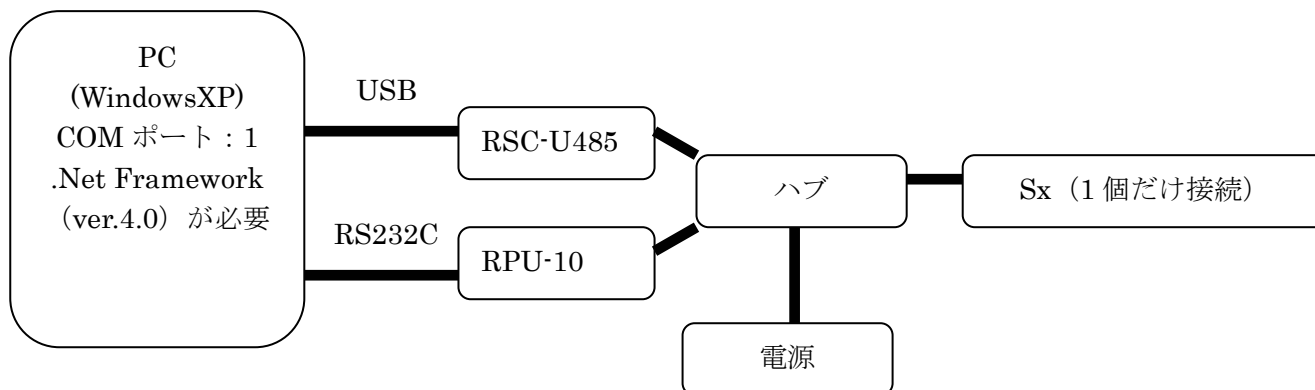 PC
(WindowsXP)
COM ポート：1
.Net Framework
（ver.4.0）が必要
USB
RSC-U485
RS232C
RPU-10
ハブ
Sx（1 個だけ接続）
電源